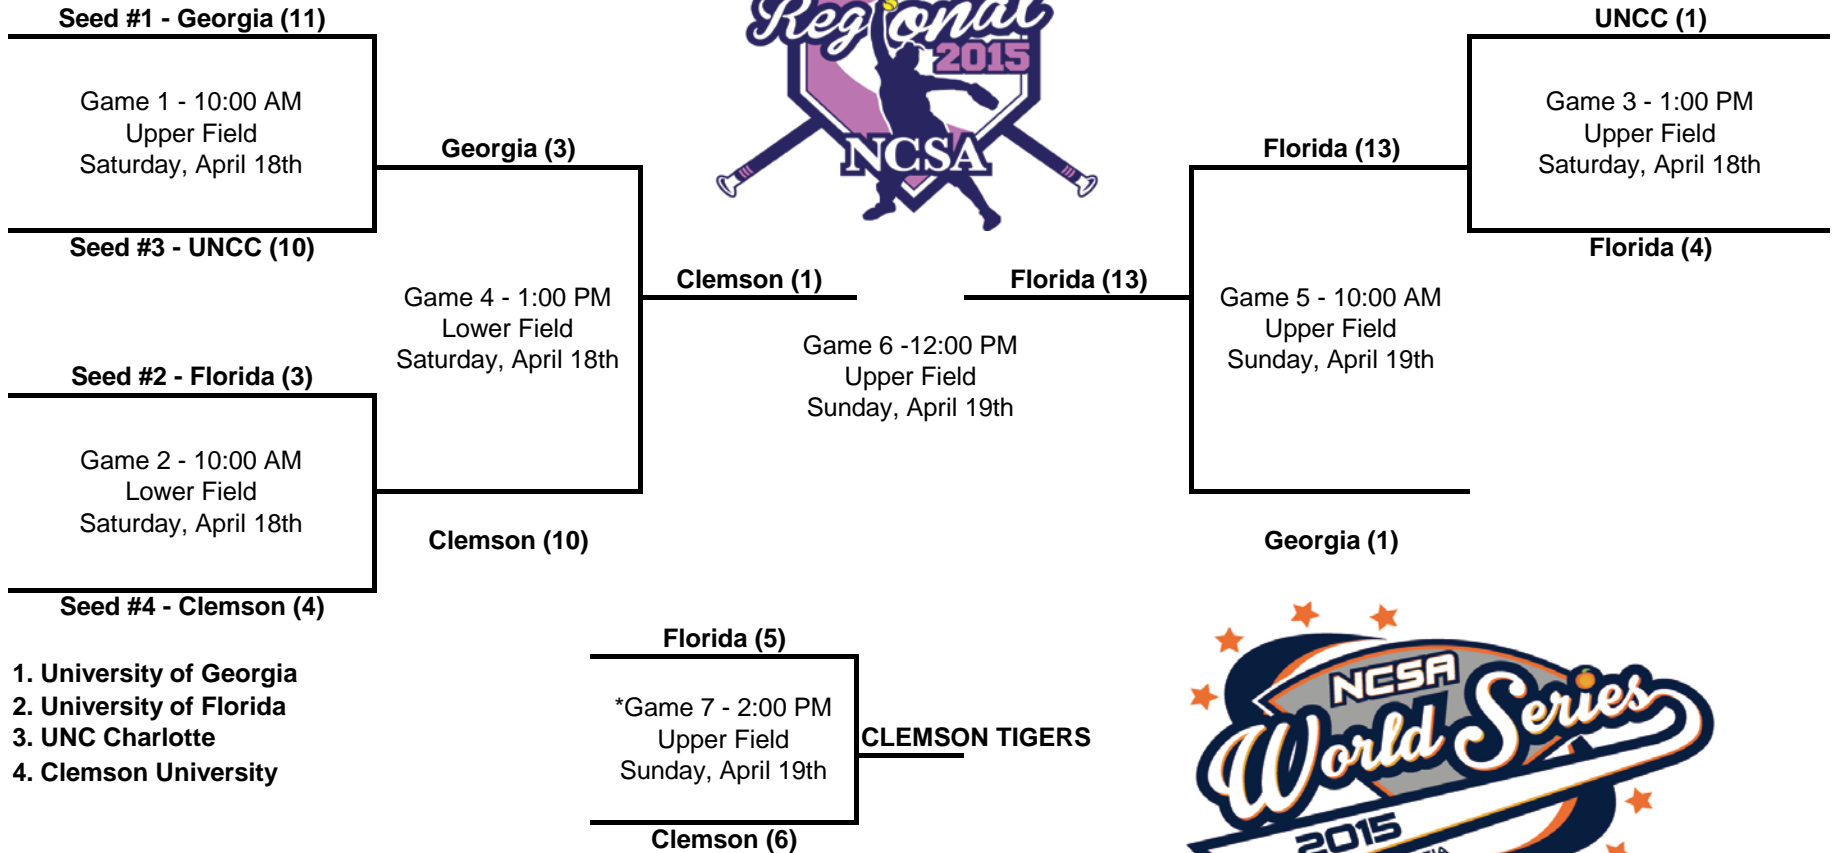 Seed #1 - Georgia (11)
Game 1 - 10:00 AM
Upper Field
Saturday, April 18th
Seed #3 - UNCC (10)
Seed #2 - Florida (3)
Game 2 - 10:00 AM
Lower Field
Saturday, April 18th
Seed #4 - Clemson (4)
Georgia (3)
Game 4 - 1:00 PM
Lower Field
Saturday, April 18th
Clemson (10)
Regional
2015
NCSA
Clemson (1)
Florida (13)
Game 6 -12:00 PM
Upper Field
Sunday, April 19th
UNCC (1)
Game 3 - 1:00 PM
Upper Field
Saturday, April 18th
Florida (4)
Florida (13)
Game 5 - 10:00 AM
Upper Field
Sunday, April 19th
Georgia (1)
1. University of Georgia
2. University of Florida
3. UNC Charlotte
4. Clemson University
Florida (5)
*Game 7 - 2:00 PM
Upper Field
Sunday, April 19th
Clemson (6)
CLEMSON TIGERS
NCSA
World Series
2015